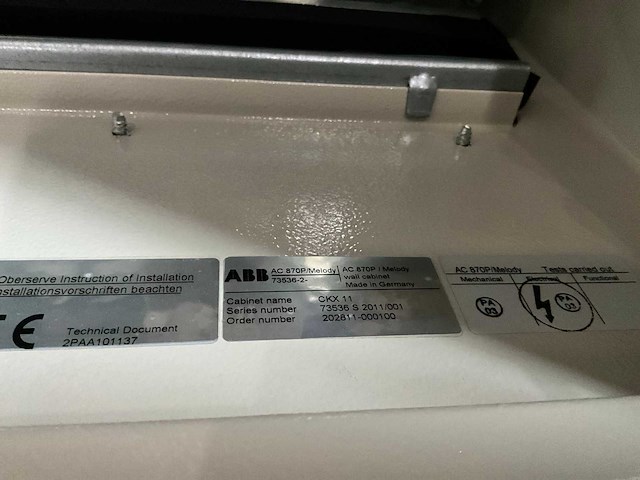 Oberserve Instruction of Installation
nstallationsvorschriften beachten
CE
Technical Document
2PAA101137
ABB AC 870P/Melody AC 870P / Melody
73536-2- wall cabinet
Made in Germany
Cabinet name CKX 11
Series number 73536 S 2011/001
Order number 202811-000100
AC 870P/Melody Tests carried out
Mechanical Functional
PA
03
PA